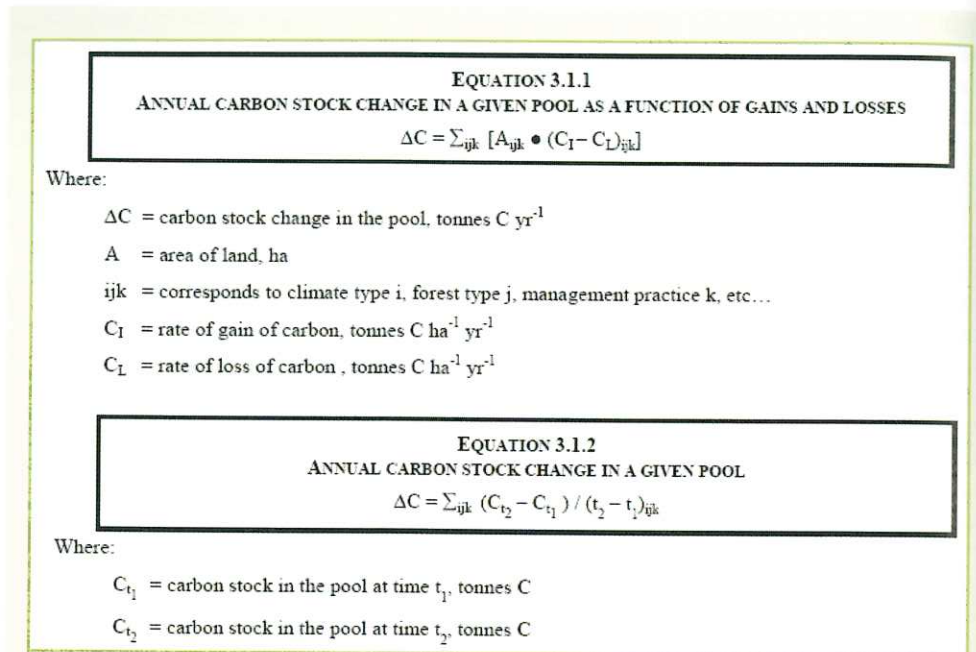 EQUATION 3.1.1
ANNUAL CARBON STOCK CHANGE IN A GIVEN POOL AS A FUNCTION OF GAINS AND LOSSES
ΔC = ∑ijk [Aijk • (CI – CL)ijk]
Where:
ΔC = carbon stock change in the pool, tonnes C yr-1
A = area of land, ha
ijk = corresponds to climate type i, forest type j, management practice k, etc…
CI = rate of gain of carbon, tonnes C ha-1 yr-1
CL = rate of loss of carbon , tonnes C ha-1 yr-1
EQUATION 3.1.2
ANNUAL CARBON STOCK CHANGE IN A GIVEN POOL
ΔC = ∑ijk (Ct2 – Ct1 ) / (t2 – t1)ijk
Where:
Ct1 = carbon stock in the pool at time t1, tonnes C
Ct2 = carbon stock in the pool at time t2, tonnes C